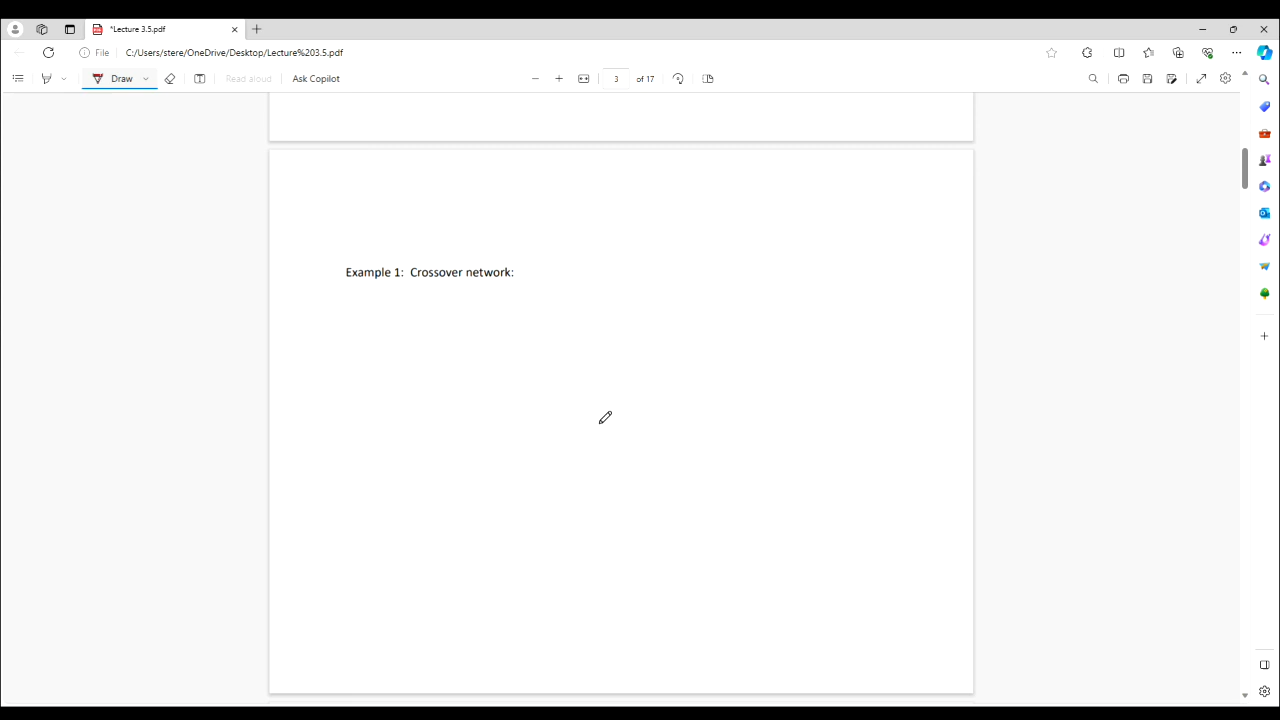 *Lecture 3.5.pdf
File
C:/Users/stere/OneDrive/Desktop/Lecture%203.5.pdf
Draw
Read aloud
Ask Copilot
3 of 17
Example 1: Crossover network: